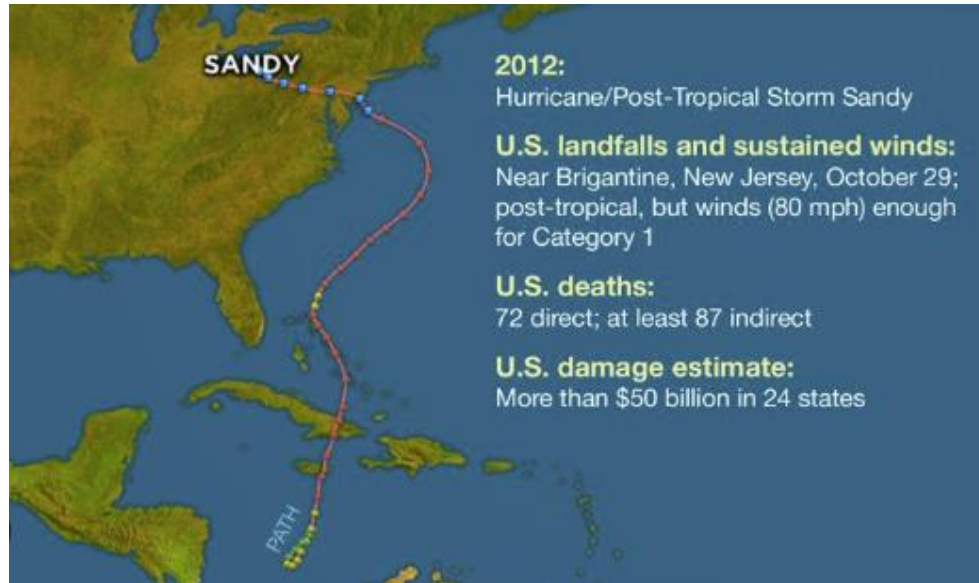 SANDY
PATH
2012:
Hurricane/Post-Tropical Storm Sandy
U.S. landfalls and sustained winds:
Near Brigantine, New Jersey, October 29;
post-tropical, but winds (80 mph) enough
for Category 1
U.S. deaths:
72 direct; at least 87 indirect
U.S. damage estimate:
More than $50 billion in 24 states